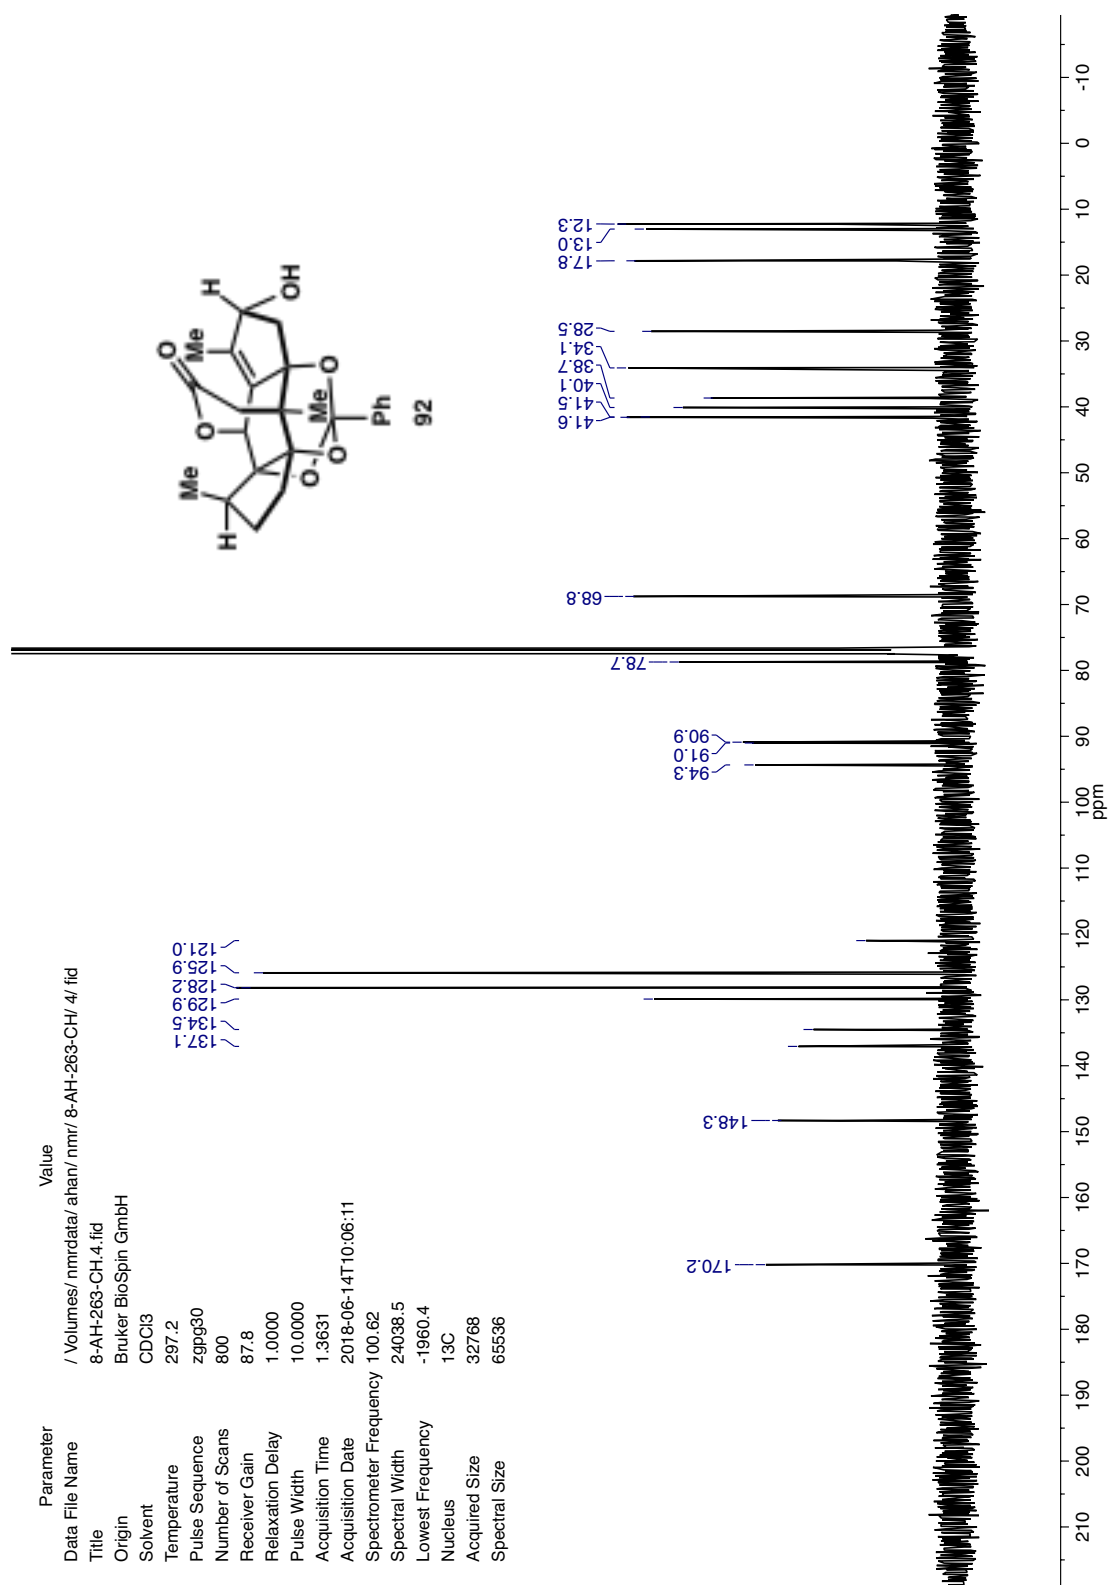 Parameter Value
Data File Name / Volumes/ nmrdata/ ahan/ nmr/ 8-AH-263-CH/ 4/ fid
Title 8-AH-263-CH.4.fid
Origin Bruker BioSpin GmbH
Solvent CDCl3
Temperature 297.2
Pulse Sequence zgpg30
Number of Scans 800
Receiver Gain 87.8
Relaxation Delay 1.0000
Pulse Width 10.0000
Acquisition Time 1.3631
Acquisition Date 2018-06-14T10:06:11
Spectrometer Frequency 100.62
Spectral Width 24038.5
Lowest Frequency -1960.4
Nucleus 13C
Acquired Size 32768
Spectral Size 65536
O
Me
H
Me
O
H
OH
O
O
O
Me
Ph
92
170.2
148.3
137.1
134.5
129.9
128.2
125.9
121.0
94.3
91.0
90.9
78.7
68.8
41.6
41.5
40.1
38.7
34.1
28.5
17.8
13.0
12.3
210 200 190 180 170 160 150 140 130 120 110 100 90 80 70 60 50 40 30 20 10 0 -10
ppm